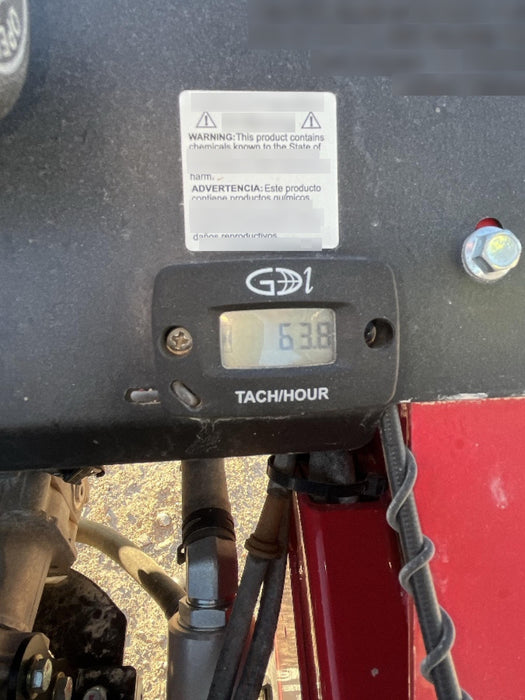 WARNING: This product contains
chemicals known to the State of
harm.
ADVERTENCIA: Este producto
contiene productos químicos
daños reproductivos
63.8
TACH/HOUR